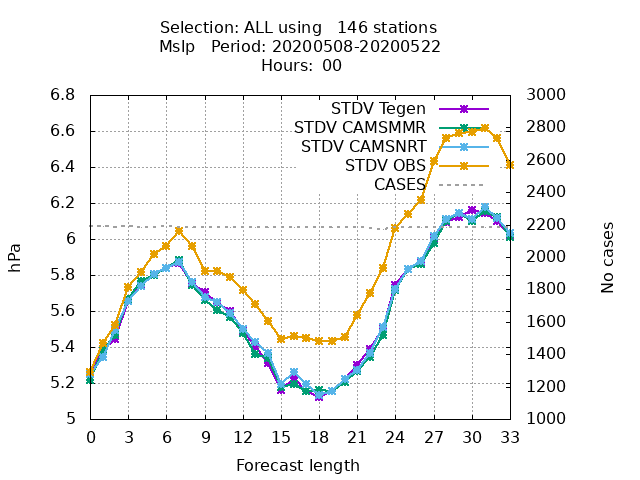 Selection: ALL using   146 stations
Mslp   Period: 20200508-20200522
Hours: 00
hPa
No cases
6.8
6.6
6.4
6.2
6
5.8
5.6
5.4
5.2
5
3000
2800
2600
2400
2200
2000
1800
1600
1400
1200
1000
STDV Tegen
STDV CAMSMMR
STDV CAMSNRT
STDV OBS
CASES
0 3 6 9 12 15 18 21 24 27 30 33
Forecast length